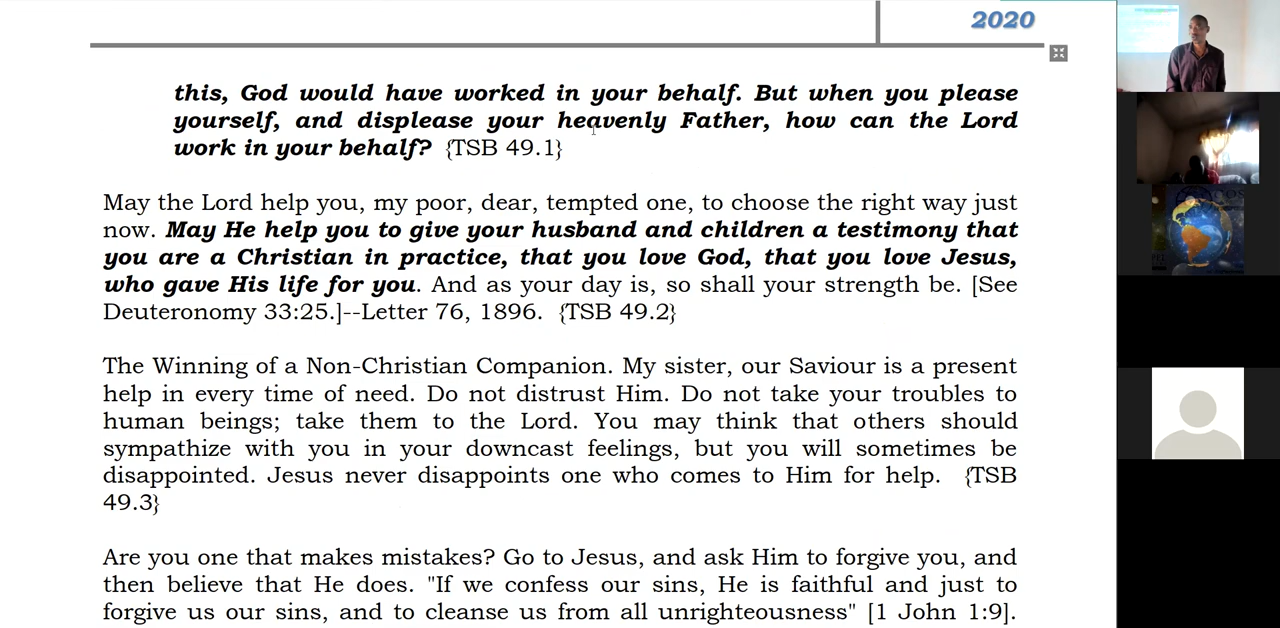 2020
this, God would have worked in your behalf. But when you please
yourself, and displease your heavenly Father, how can the Lord
work in your behalf? {TSB 49.1}
May the Lord help you, my poor, dear, tempted one, to choose the right way just
now. May He help you to give your husband and children a testimony that
you are a Christian in practice, that you love God, that you love Jesus,
who gave His life for you. And as your day is, so shall your strength be. [See
Deuteronomy 33:25.]--Letter 76, 1896. {TSB 49.2}
The Winning of a Non-Christian Companion. My sister, our Saviour is a present
help in every time of need. Do not distrust Him. Do not take your troubles to
human beings; take them to the Lord. You may think that others should
sympathize with you in your downcast feelings, but you will sometimes be
disappointed. Jesus never disappoints one who comes to Him for help. {TSB
49.3}
Are you one that makes mistakes? Go to Jesus, and ask Him to forgive you, and
then believe that He does. "If we confess our sins, He is faithful and just to
forgive us our sins, and to cleanse us from all unrighteousness" [1 John 1:9].